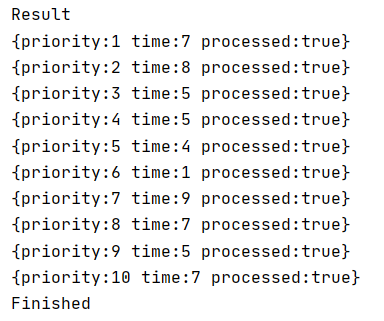 Result
{priority:1 time:7 processed:true}
{priority:2 time:8 processed:true}
{priority:3 time:5 processed:true}
{priority:4 time:5 processed:true}
{priority:5 time:4 processed:true}
{priority:6 time:1 processed:true}
{priority:7 time:9 processed:true}
{priority:8 time:7 processed:true}
{priority:9 time:5 processed:true}
{priority:10 time:7 processed:true}
Finished